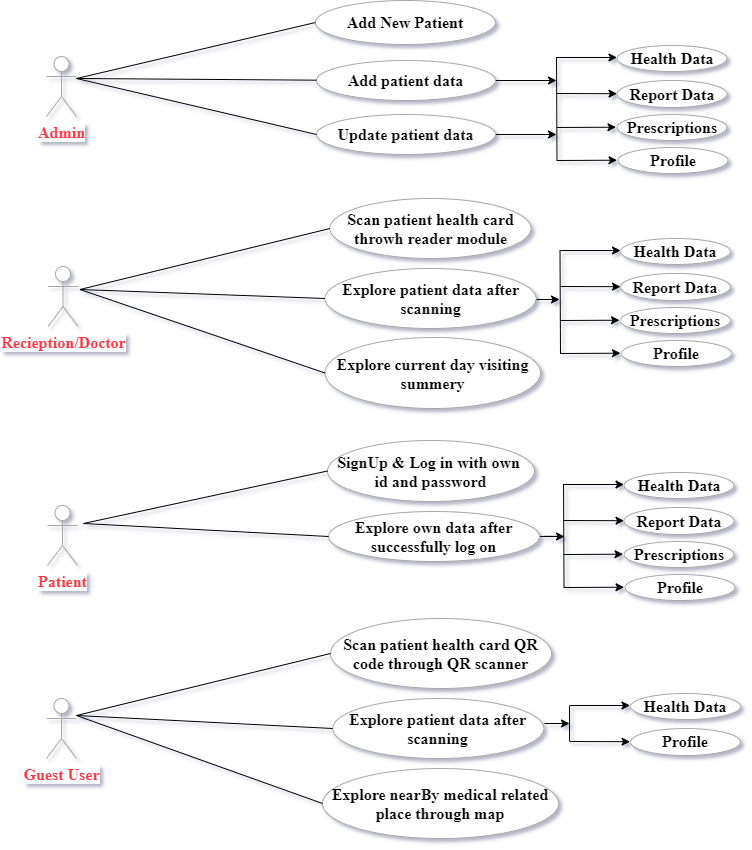 Add New Patient
Add patient data
Update patient data
Health Data
Report Data
Prescriptions
Profile
Admin
Scan patient health card
throwh reader module
Explore patient data after
scanning
Explore current day visiting
summery
Health Data
Report Data
Prescriptions
Profile
Recieption/Doctor
SignUp & Log in with own
id and password
Explore own data after
successfully log on
Health Data
Report Data
Prescriptions
Profile
Patient
Scan patient health card QR
code through QR scanner
Explore patient data after
scanning
Explore nearBy medical related
place through map
Health Data
Profile
Guest User